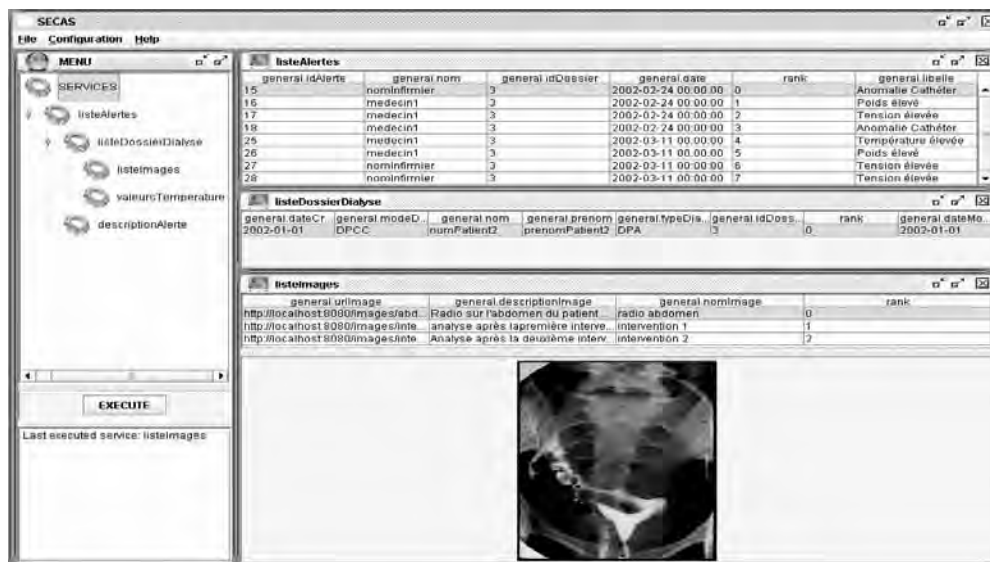 SECAS
File Configuration Help
MENU
SERVICES
listeAlertes
listeDossierDialyse
listeImages
valeursTemperature
descriptionAlerte
EXECUTE
Last executed service: listeImages
listeAlertes
general.idAlerte general.nom general.idDossier general.date rank general.libelle
15 nominfirmier 3 2002-02-24 00:00:00 0 Anomalie Cathéter
16 medecin1 3 2002-02-24 00:00:00 1 Poids élevé
17 medecin1 3 2002-02-24 00:00:00 2 Tension élevée
18 medecin1 3 2002-02-24 00:00:00 3 Anomalie Cathéter
25 medecin1 3 2002-03-11 00:00:00 4 Température élevée
26 medecin1 3 2002-03-11 00:00:00 5 Poids élevé
27 nominfirmier 3 2002-03-11 00:00:00 6 Tension élevée
28 nominfirmier 3 2002-03-11 00:00:00 7 Tension élevée
listeDossierDialyse
general.dateCr... general.modeD... general.nom general.prenom general.typeDia... general.idDoss... rank general.dateMo...
2002-01-01 DPCC numPatient2 prenomPatient2 DPA 3 0 2002-01-01
listeImages
general.urlImage general.descriptionImage general.nomImage rank
http://localhost:8080/images/abd... Radio sur l'abdomen du patient... radio abdomen 0
http://localhost:8080/images/inte... analyse après lapremière interve... intervention 1 1
http://localhost:8080/images/inte... Analyse après la deuxième interv... intervention 2 2